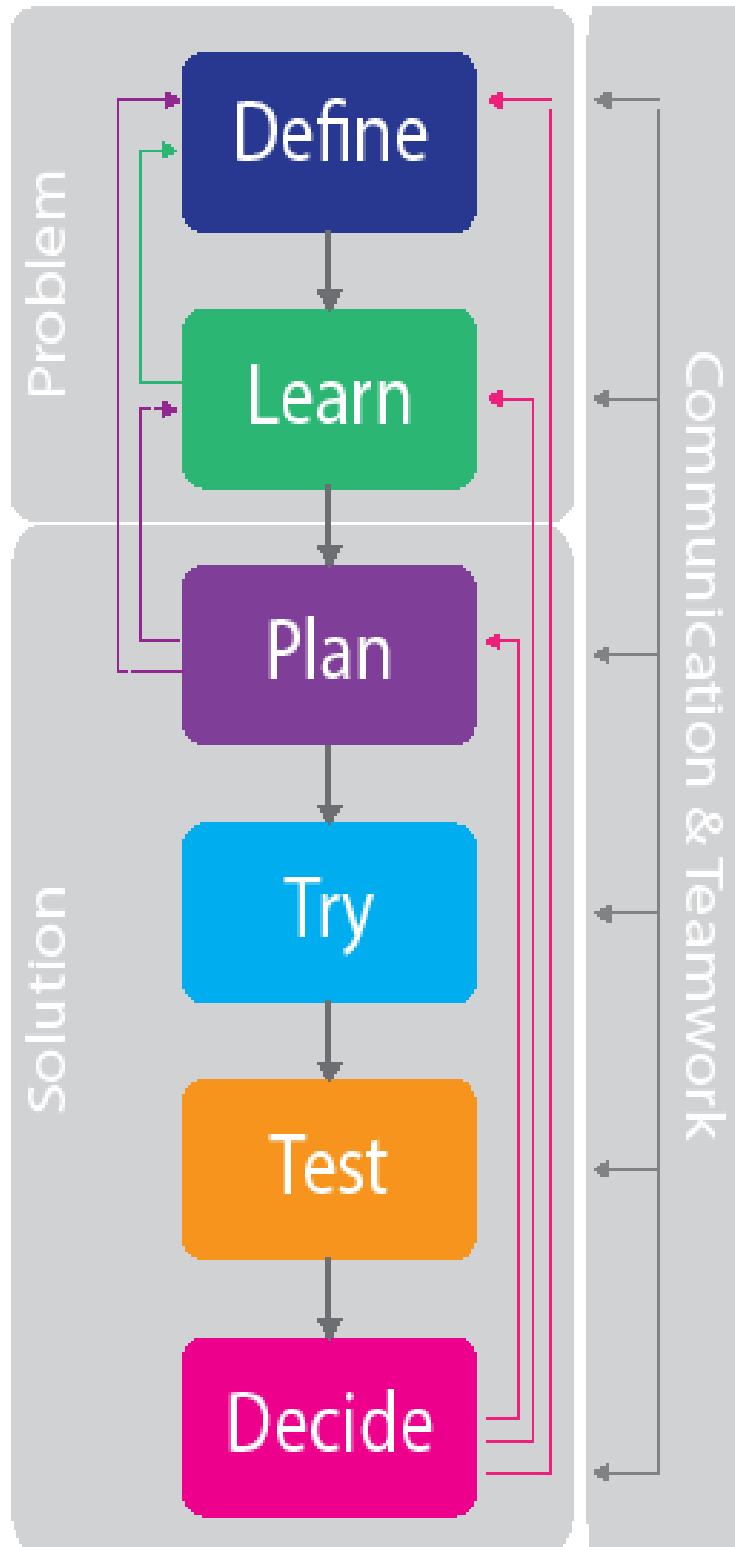 Problem
Define
Learn
Solution
Plan
Try
Test
Decide
Communication & Teamwork